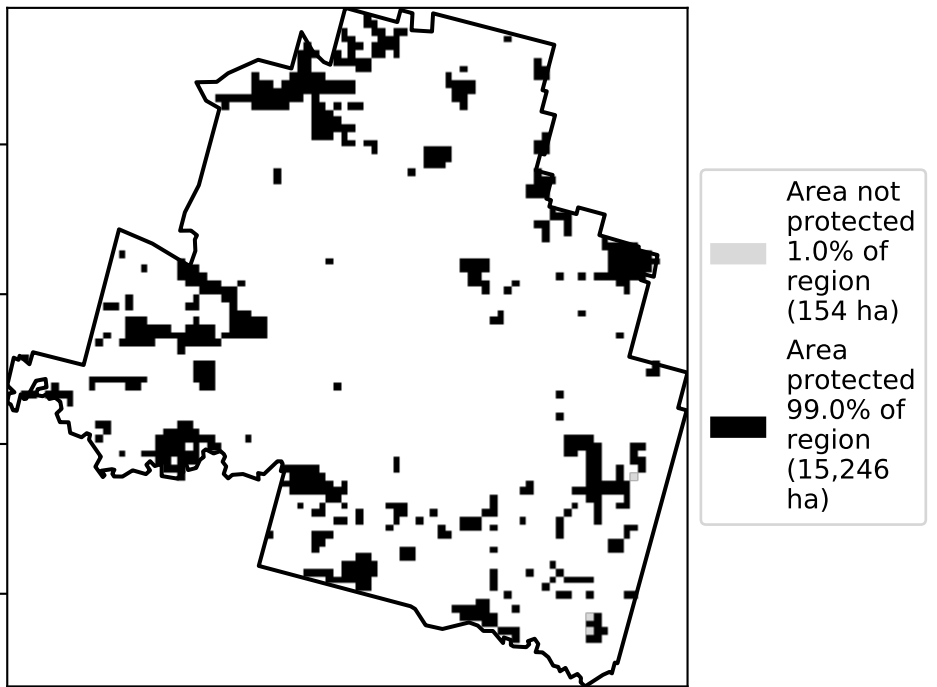 Area not
protected
1.0% of
region
(154 ha)
Area
protected
99.0% of
region
(15,246
ha)